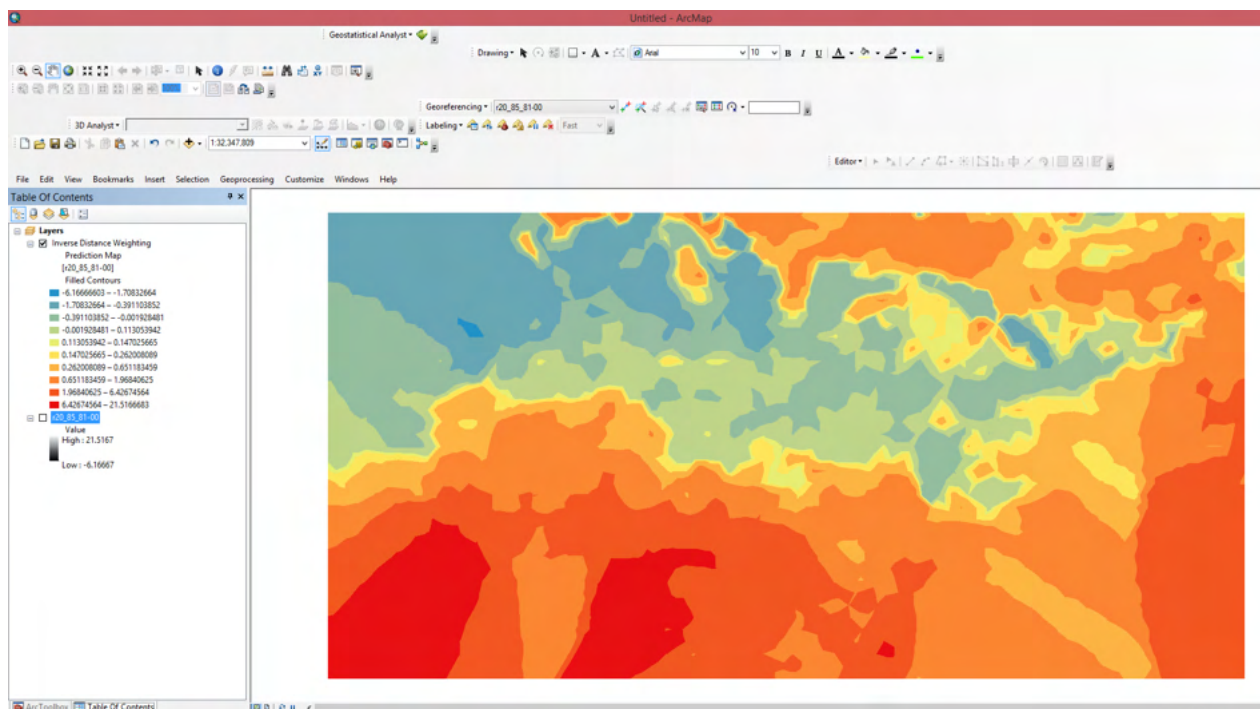 Untitled - ArcMap
Geostatistical Analyst
Drawing Arial 10 B I U A
Georeferencing r20_85_81-00
3D Analyst Labeling Fast
1:32,347,809
Editor
File Edit View Bookmarks Insert Selection Geoprocessing Customize Windows Help
Table Of Contents
Layers
Inverse Distance Weighting
Prediction Map
[r20_85_81-00]
Filled Contours
-6.16666603 – -1.70832664
-1.70832664 – -0.391103852
-0.391103852 – -0.001928481
-0.001928481 – 0.113053942
0.113053942 – 0.147025665
0.147025665 – 0.262008089
0.262008089 – 0.651183459
0.651183459 – 1.96840625
1.96840625 – 6.42674564
6.42674564 – 21.5166683
r20_85_81-00
Value
High : 21.5167
Low : -6.16667
ArcToolbox Table Of Contents